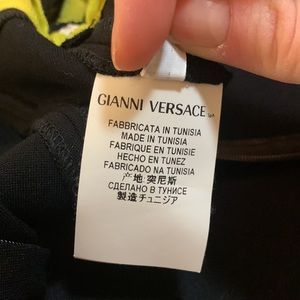 GIANNI VERSACE
FABBRICATA IN TUNISIA
MADE IN TUNISIA
FABRIQUE EN TUNISIE
HECHO EN TUNEZ
FABRICADO NA TUNISIA
产地 突尼斯
СДЕЛАНО В ТУНИСЕ
製造チュニジア